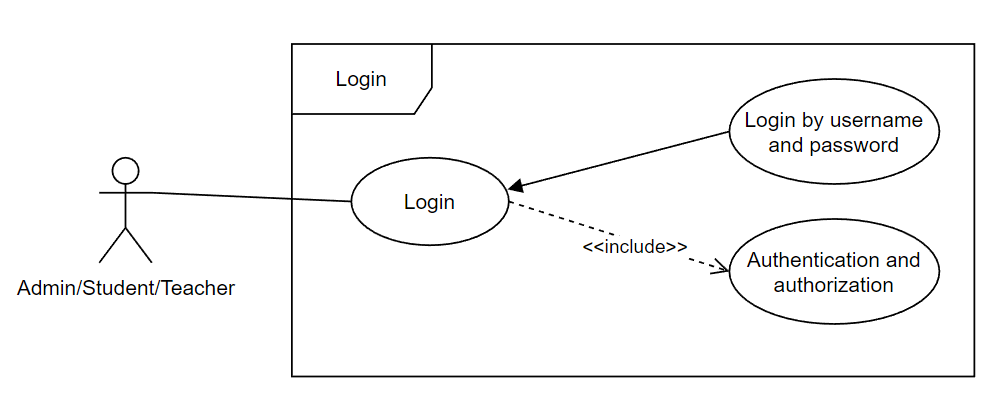 Login
Login by username
and password
Login
<<include>>
Authentication and
authorization
Admin/Student/Teacher